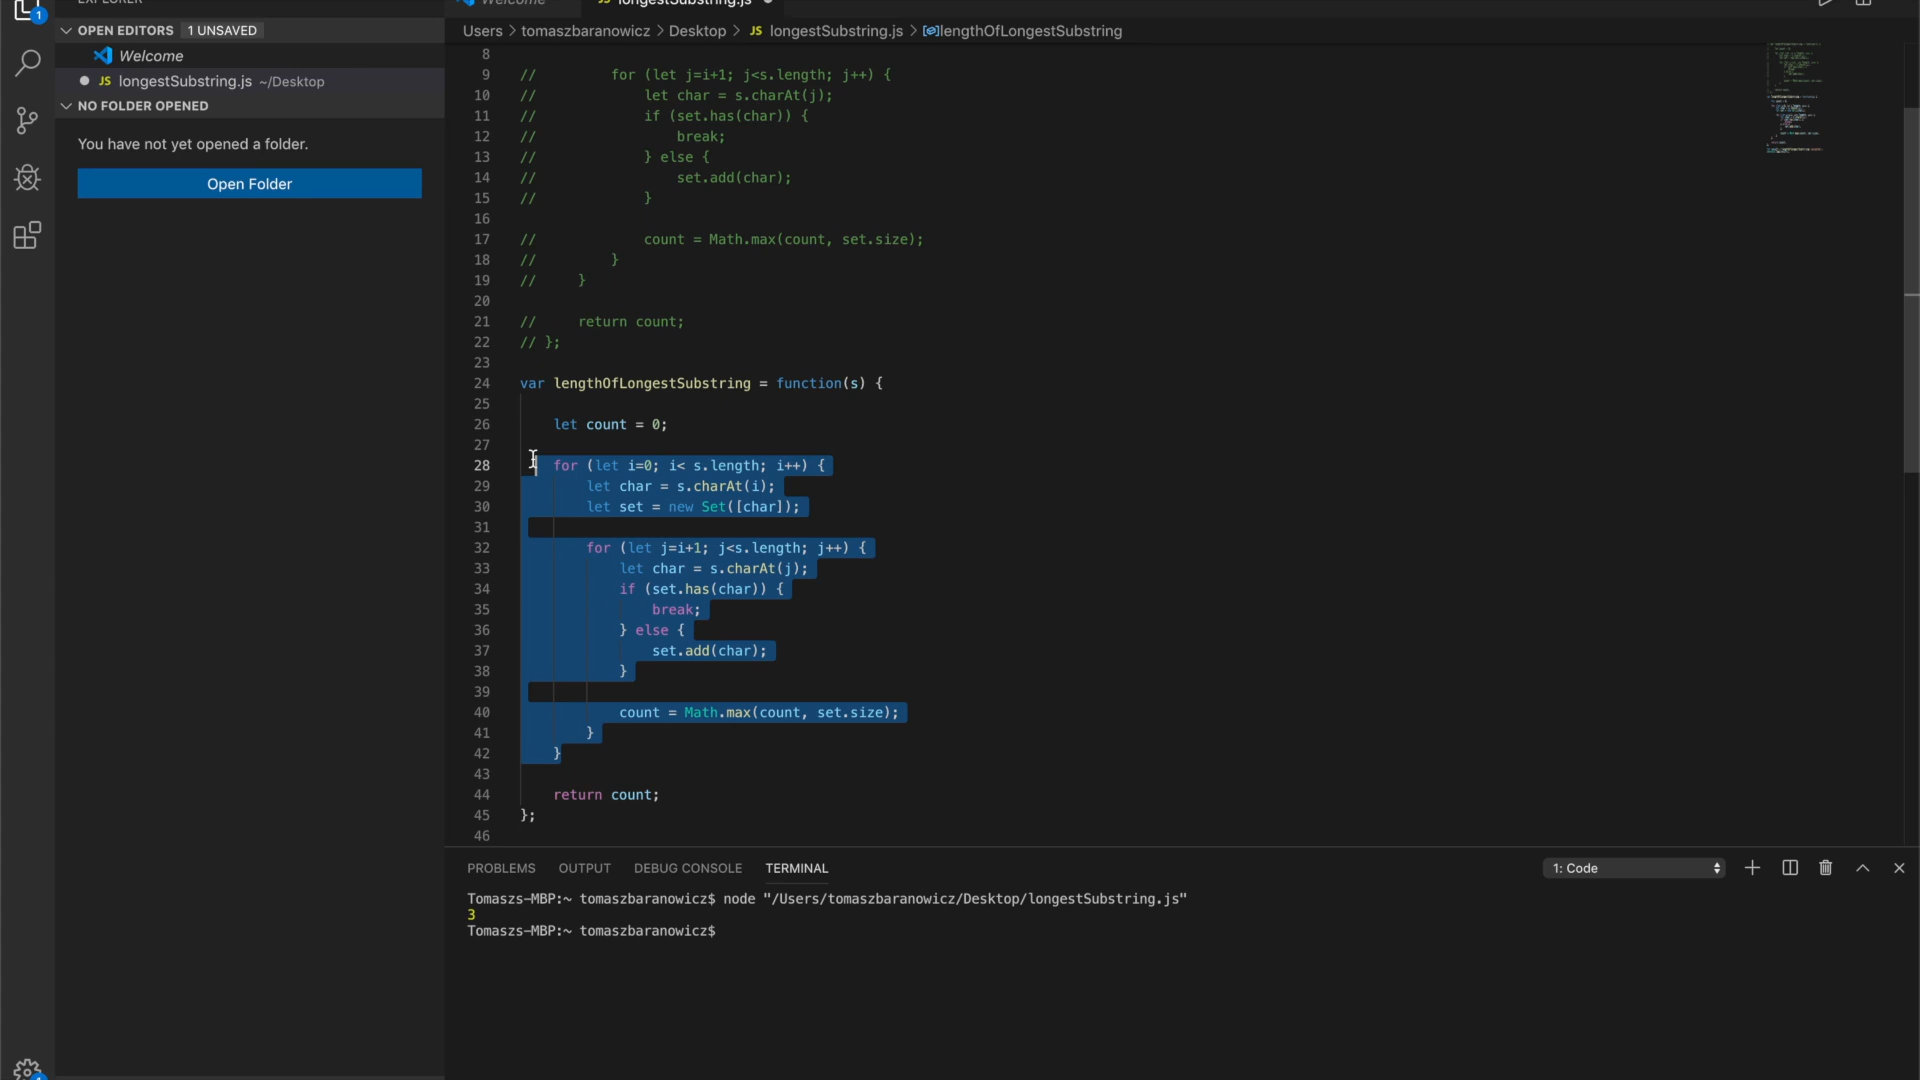 EXPLORER
OPEN EDITORS 1 UNSAVED
Welcome
JS longestSubstring.js ~/Desktop
NO FOLDER OPENED
You have not yet opened a folder.
Open Folder
1
1
Welcome
JS longestSubstring.js
Users > tomaszbaranowicz > Desktop > JS longestSubstring.js > lengthOfLongestSubstring
8
9 // for (let j=i+1; j<s.length; j++) {
10 // let char = s.charAt(j);
11 // if (set.has(char)) {
12 // break;
13 // } else {
14 // set.add(char);
15 // }
16
17 // count = Math.max(count, set.size);
18 // }
19 // }
20
21 // return count;
22 // };
23
24 var lengthOfLongestSubstring = function(s) {
25
26 let count = 0;
27
28 for (let i=0; i< s.length; i++) {
29 let char = s.charAt(i);
30 let set = new Set([char]);
31
32 for (let j=i+1; j<s.length; j++) {
33 let char = s.charAt(j);
34 if (set.has(char)) {
35 break;
36 } else {
37 set.add(char);
38 }
39
40 count = Math.max(count, set.size);
41 }
42 }
43
44 return count;
45 };
46
PROBLEMS OUTPUT DEBUG CONSOLE TERMINAL 1: Code
Tomaszs-MBP:~ tomaszbaranowicz$ node "/Users/tomaszbaranowicz/Desktop/longestSubstring.js"
3
Tomaszs-MBP:~ tomaszbaranowicz$